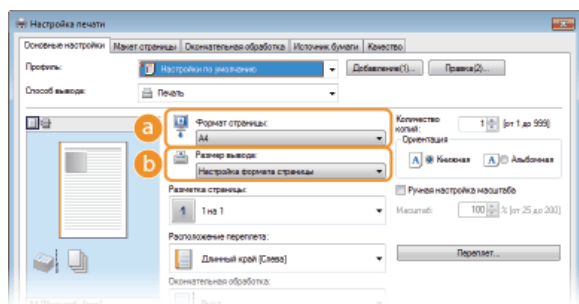 Настройка печати
Основные настройки Макет страницы Окончательная обработка Источник бумаги Качество
Профиль: Настройки по умолчанию Добавление(1)... Правка(2)...
Способ вывода: Печать
a Формат страницы: Количество копий: 1 [от 1 до 999]
A4
Ориентация
b Размер вывода: A Книжная A Альбомная
Настройка формата страницы
Разметка страницы: Ручная настройка масштаба
1 1 на 1 Масштаб: 100 % [от 25 до 200]
Расположение переплета:
Длинный край [Слева] Переплет...
Окончательная обработка: